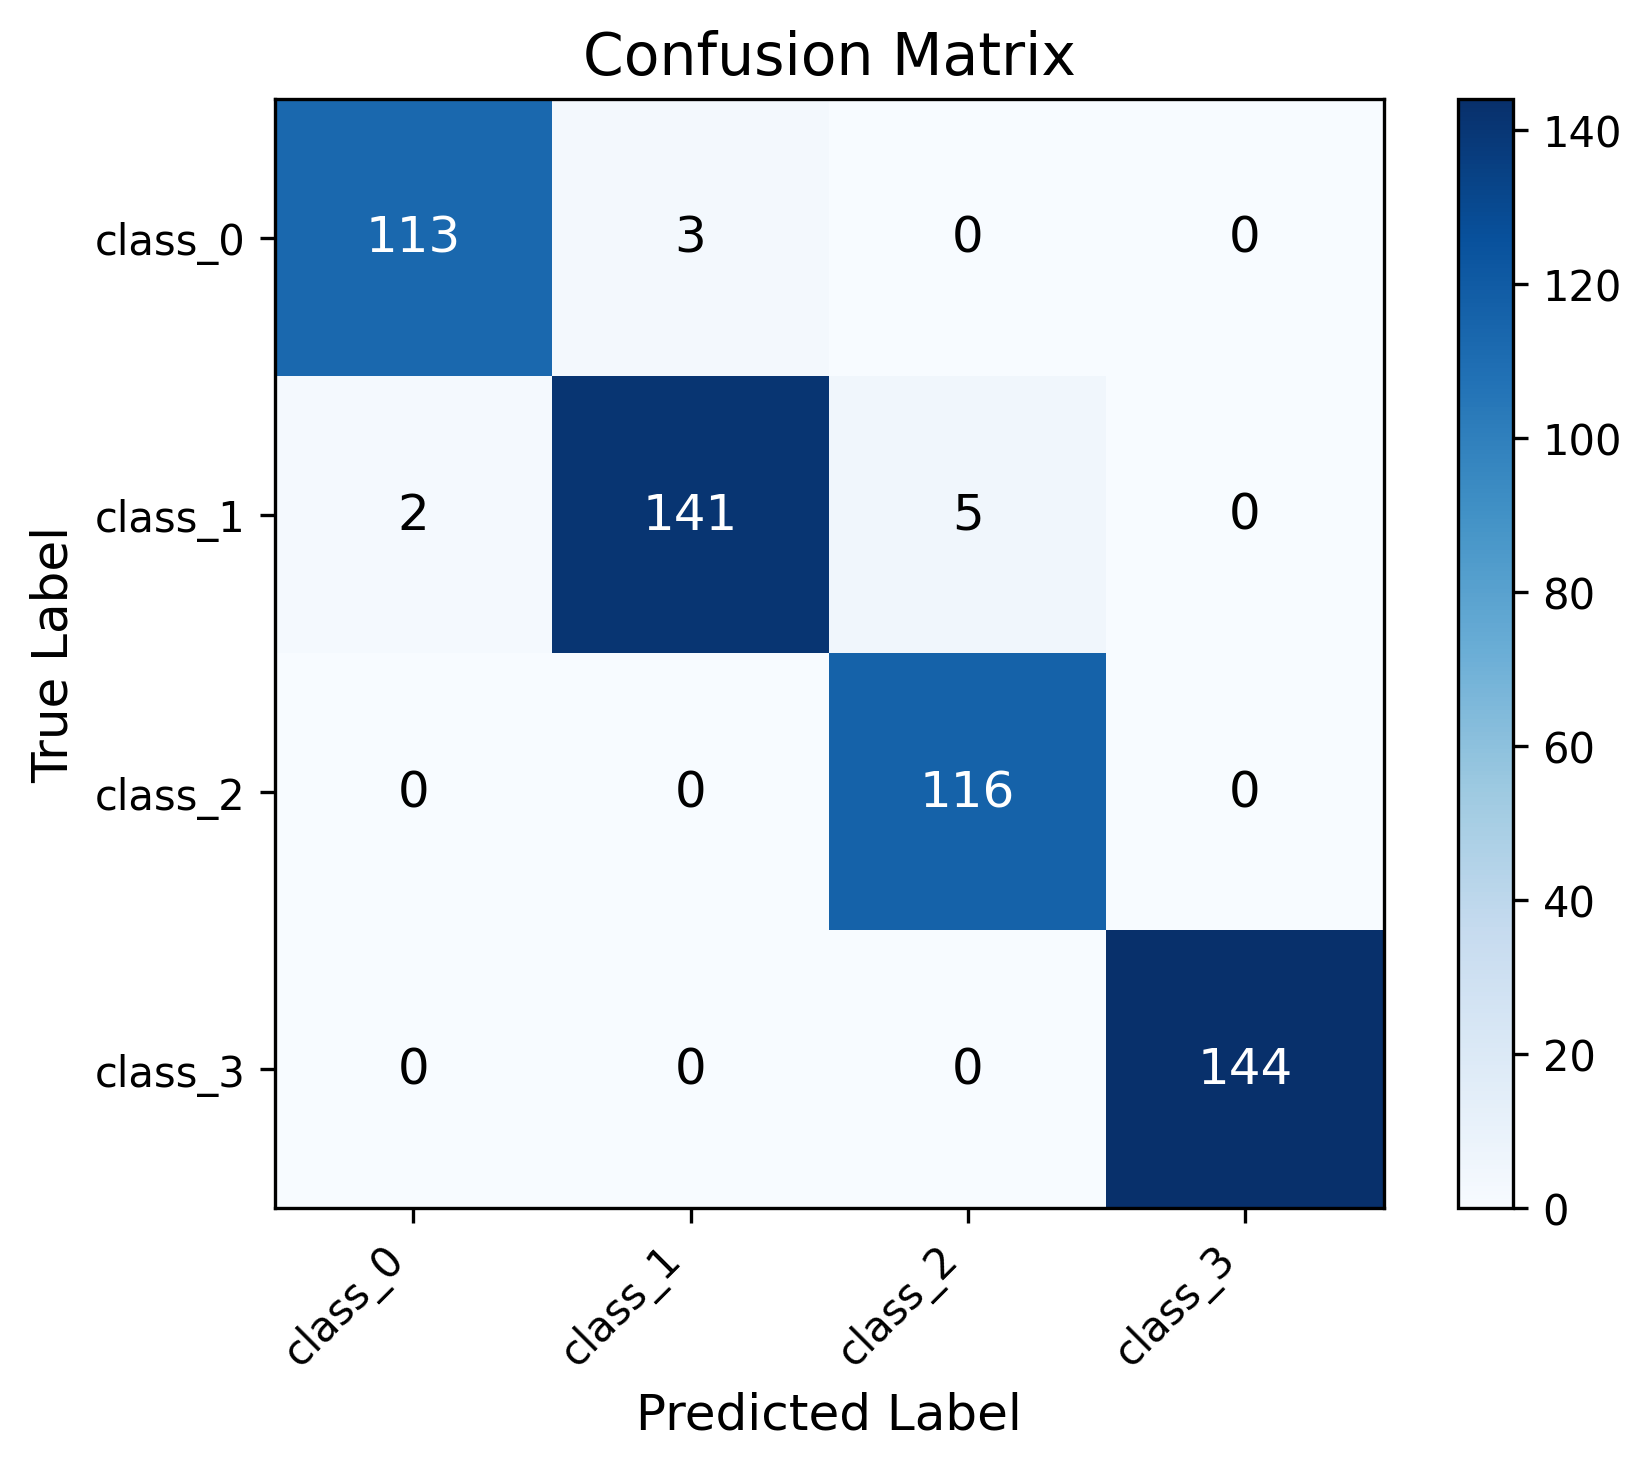 Confusion Matrix
class_0 113 3 0 0
class_1 2 141 5 0
class_2 0 0 116 0
class_3 0 0 0 144
class_0 class_1 class_2 class_3
Predicted Label
True Label
140
120
100
80
60
40
20
0